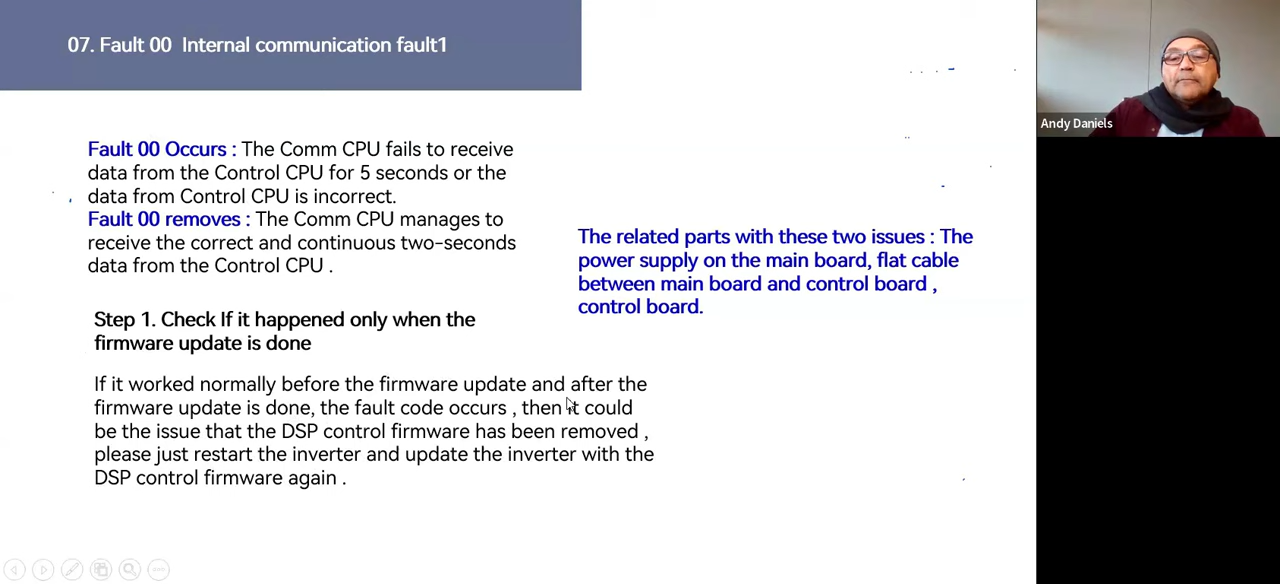 07. Fault 00 Internal communication fault1
Andy Daniels
Fault 00 Occurs : The Comm CPU fails to receive
data from the Control CPU for 5 seconds or the
data from Control CPU is incorrect.
Fault 00 removes : The Comm CPU manages to
receive the correct and continuous two-seconds
data from the Control CPU .
The related parts with these two issues : The
power supply on the main board, flat cable
between main board and control board ,
control board.
Step 1. Check If it happened only when the
firmware update is done
If it worked normally before the firmware update and after the
firmware update is done, the fault code occurs , then it could
be the issue that the DSP control firmware has been removed ,
please just restart the inverter and update the inverter with the
DSP control firmware again .